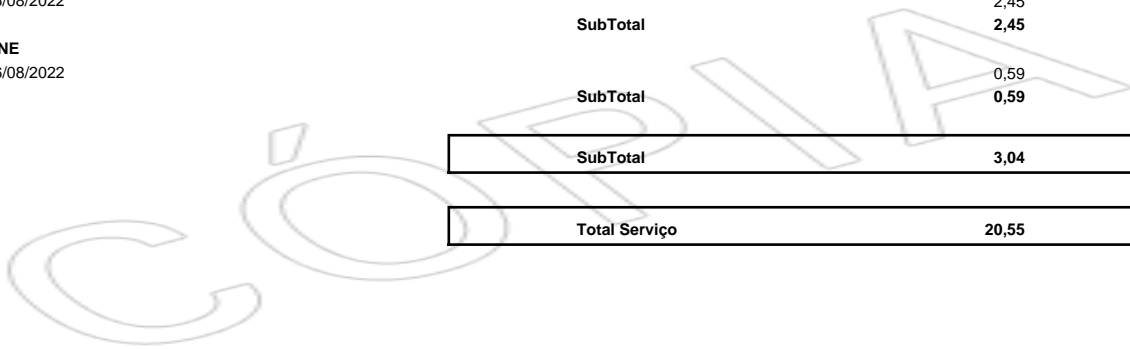 /08/2022 2,45
SubTotal 2,45
NE
/08/2022 0,59
SubTotal 0,59
SubTotal 3,04
Total Serviço 20,55
CÓPIA